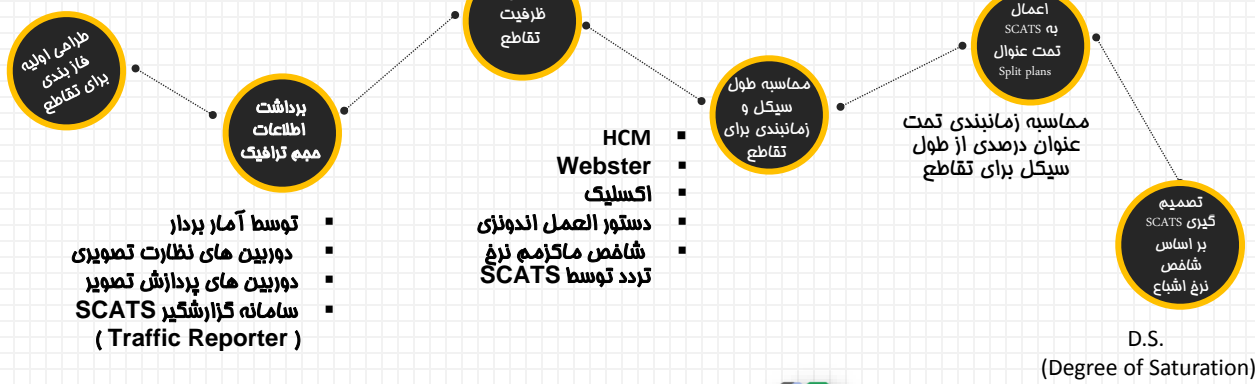 طراحی اولیه
فاز بندی
برای تقاطع
برداشت
اطلاعات
حجم ترافیک
توسط آمار بردار
دوربین های نظارت تصویری
دوربین های پردازش تصویر
سامانه گزارشگیر SCATS
( Traffic Reporter )
ظرفیت
تقاطع
HCM
Webster
اکسلیک
دستور العمل اندونزی
شاخص ماکزمم نرخ
تردد توسط SCATS
محاسبه طول
سیکل و
زمانبندی برای
تقاطع
اعمال
به SCATS
تحت عنوال
Split plans
محاسبه زمانبندی تحت
عنوان درصدی از طول
سیکل برای تقاطع
تصمیم
گیری SCATS
بر اساس
شاخص
نرخ اشباع
D.S.
(Degree of Saturation)